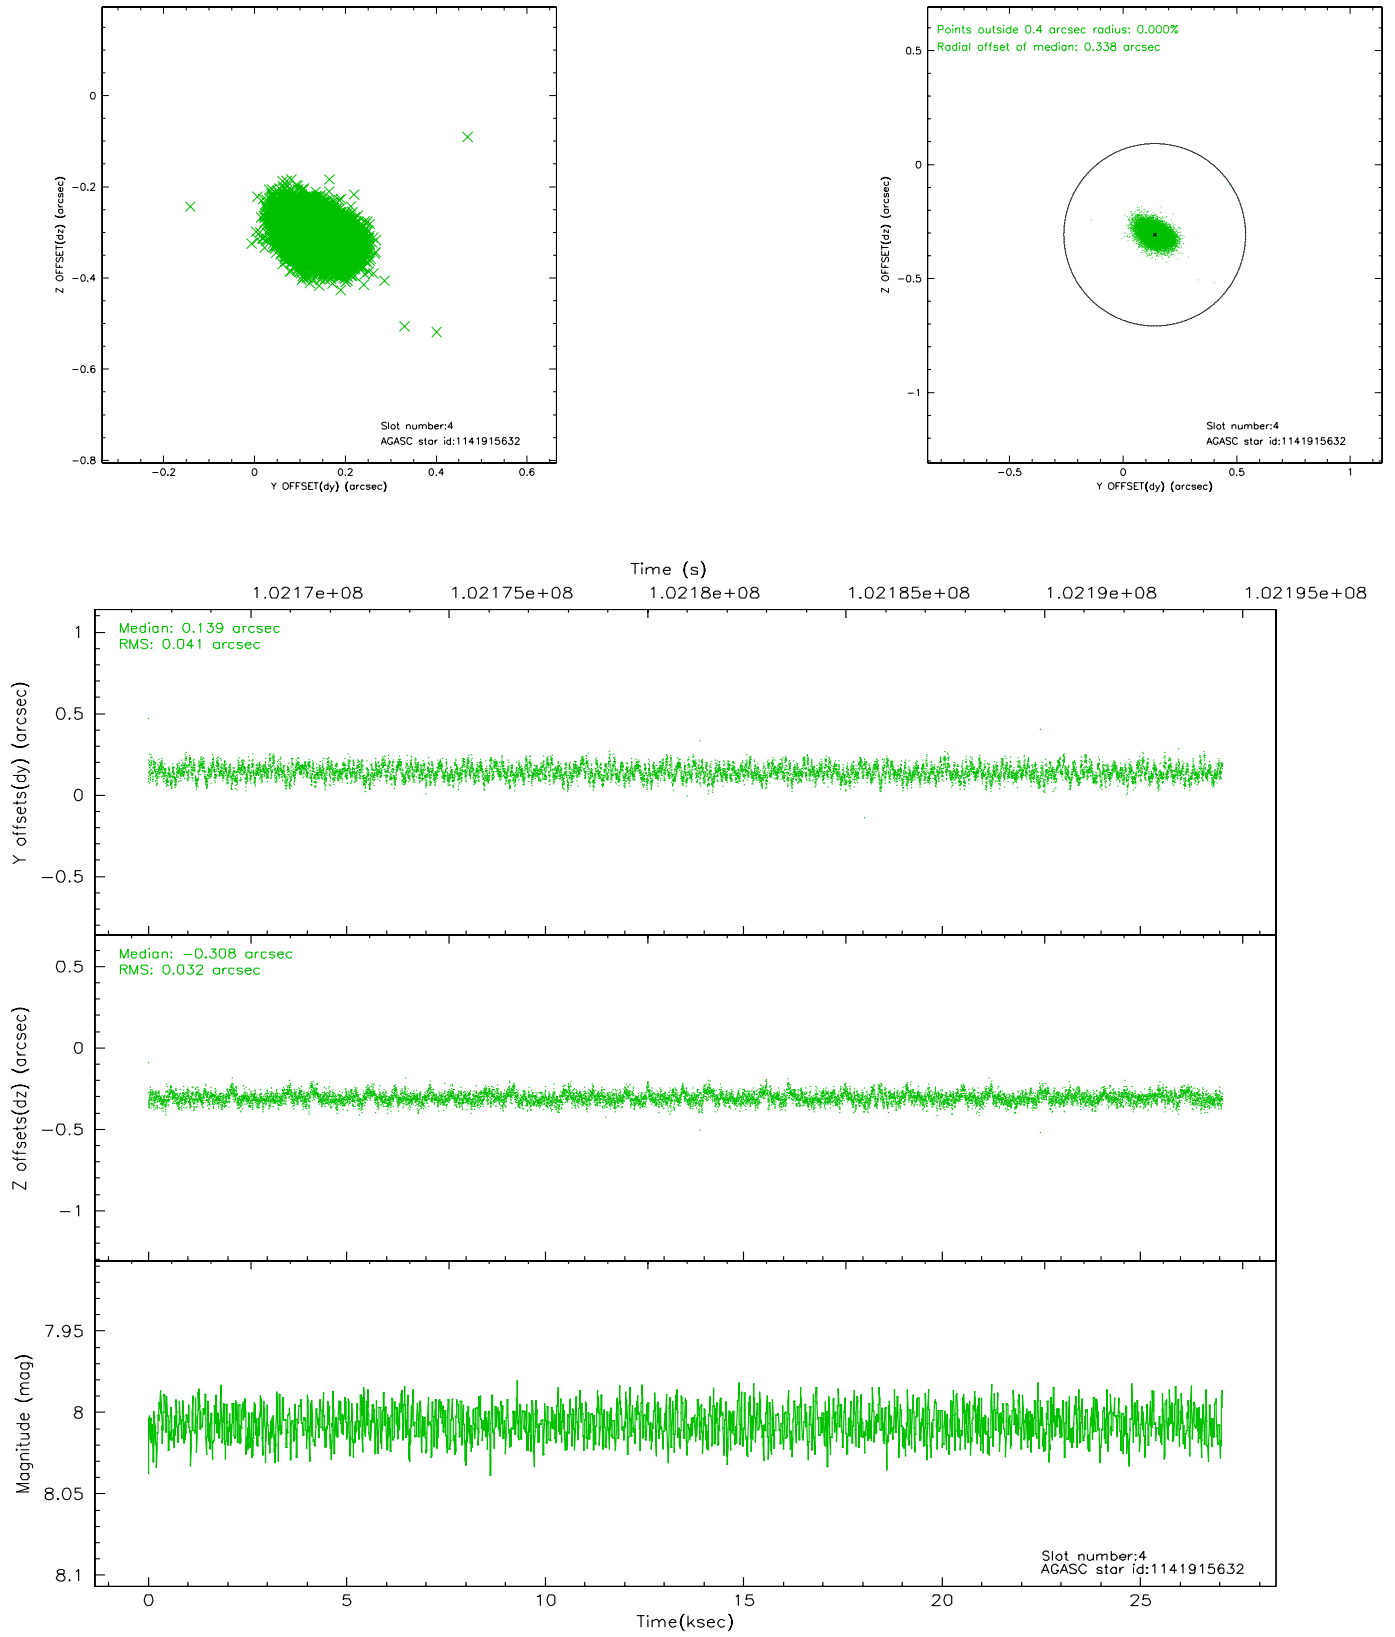 0
−0.2
−0.4
−0.6
−0.8
Z OFFSET(dz) (arcsec)
Slot number:4
AGASC star id:1141915632
−0.2 0 0.2 0.4 0.6
Y OFFSET(dy) (arcsec)
Points outside 0.4 arcsec radius: 0.000%
Radial offset of median: 0.338 arcsec
0.5
0
−0.5
−1
Z OFFSET(dz) (arcsec)
Slot number:4
AGASC star id:1141915632
−0.5 0 0.5 1
Y OFFSET(dy) (arcsec)
Time (s)
1.0217e+08 1.02175e+08 1.0218e+08 1.02185e+08 1.0219e+08 1.02195e+08
Median: 0.139 arcsec
RMS: 0.041 arcsec
1
0.5
0
−0.5
Y offsets(dy) (arcsec)
Median: −0.308 arcsec
RMS: 0.032 arcsec
0.5
0
−0.5
−1
Z offsets(dz) (arcsec)
7.95
8
8.05
8.1
Magnitude (mag)
Slot number:4
AGASC star id:1141915632
0 5 10 15 20 25
Time(ksec)